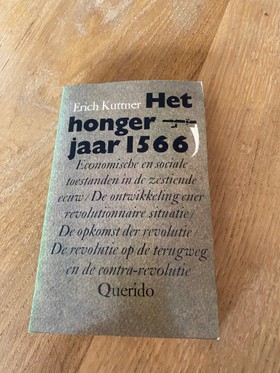 Erich Kuttner Het
honger
jaar 1566
Economische en sociale
toestanden in de zestiende
eeuw / De ontwikkeling ener
revolutionnaire situatie /
De opkomst der revolutie /
De revolutie op de terugweg
en de contra-revolutie
Querido